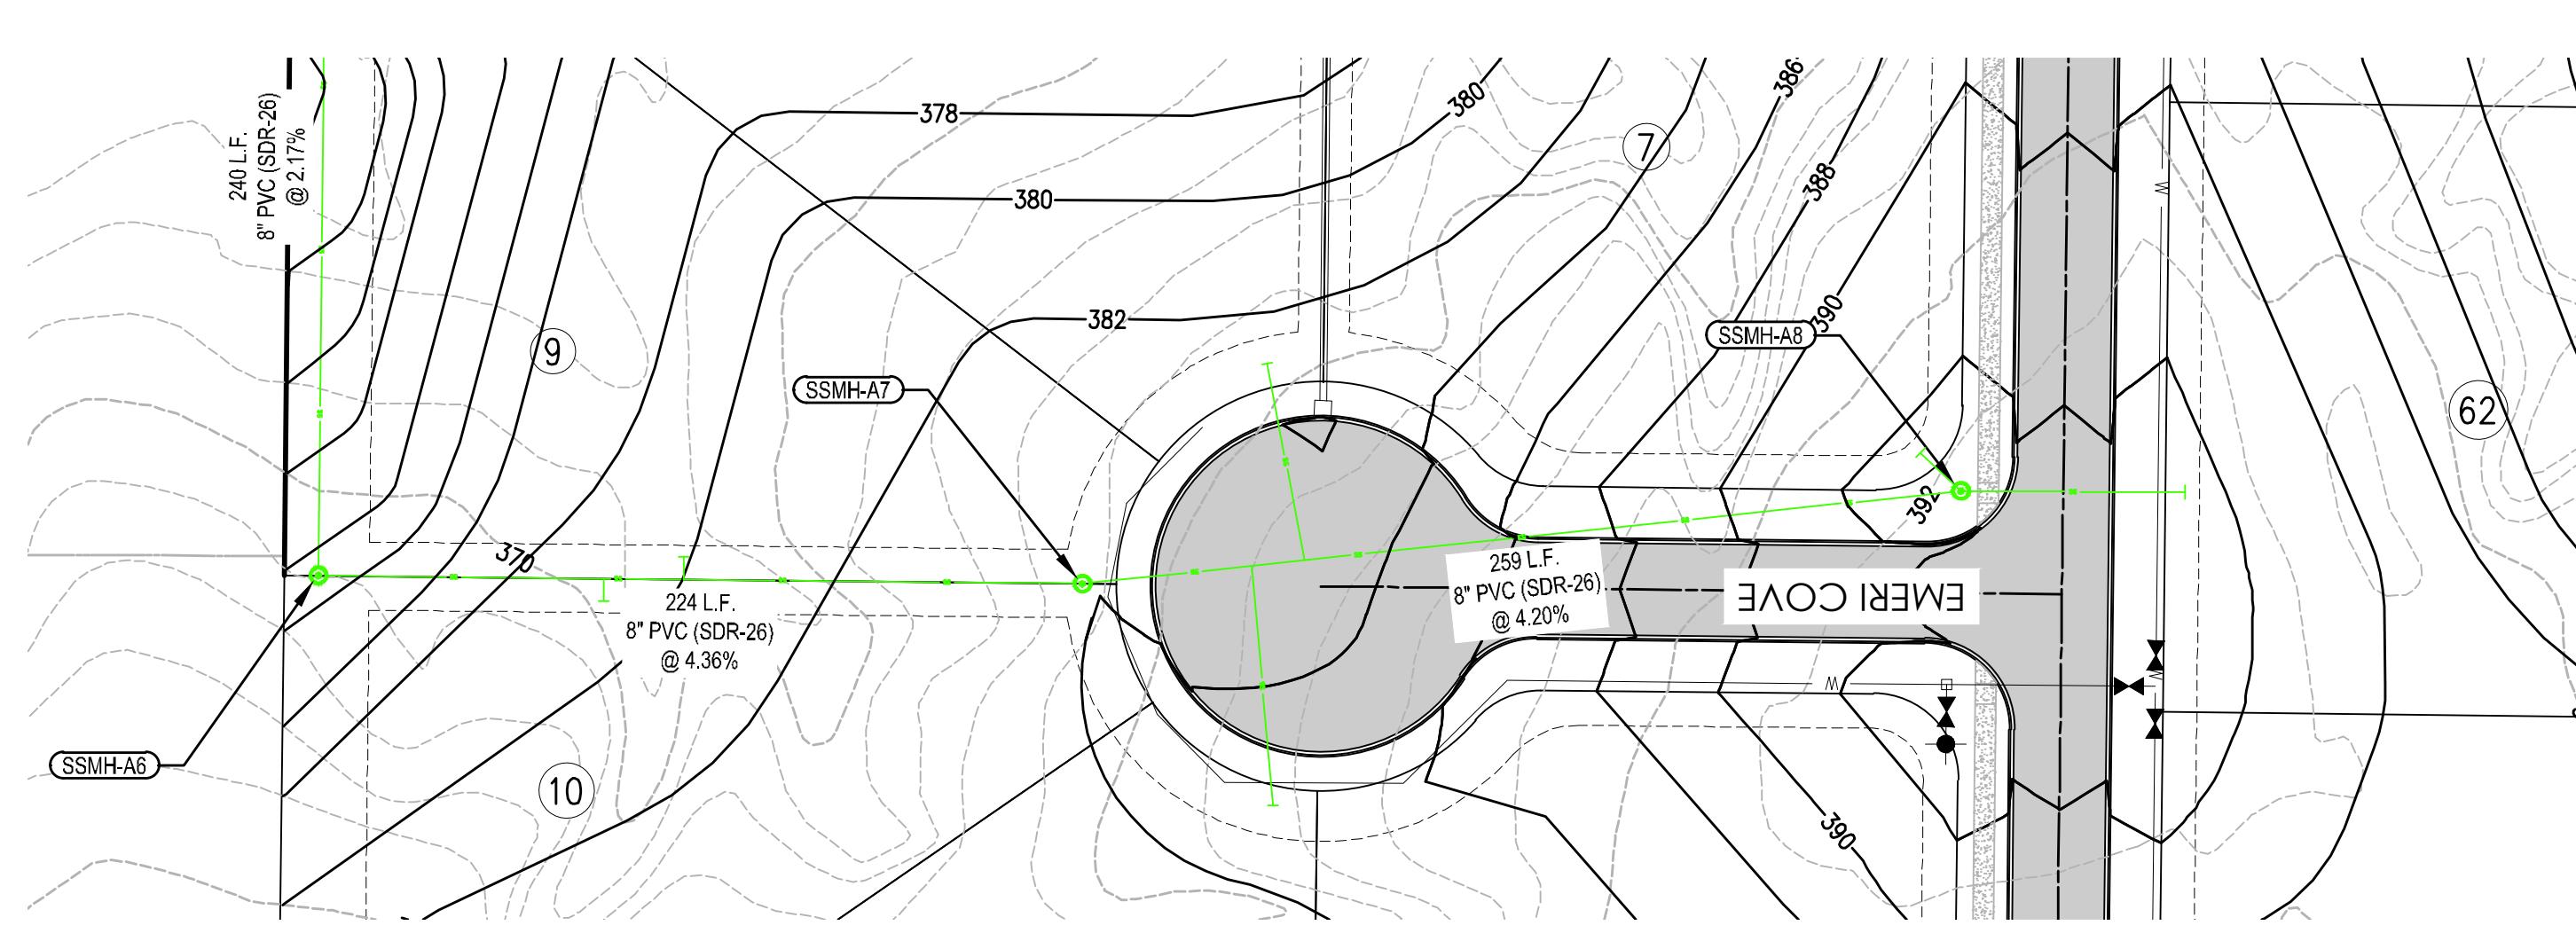 378
380
386
240 L.F.
8" PVC (SDR-26)
@ 2.17%
7
W
388
380
390
382
SSMH-A8
9
SSMH-A7
62
392
370
259 L.F.
8" PVC (SDR-26)
@ 4.20%
EMERI COVE
224 L.F.
8" PVC (SDR-26)
@ 4.36%
W
W
SSMH-A6
10
390